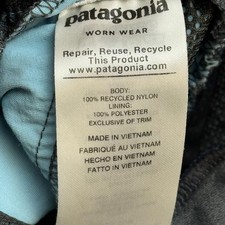 patagonia
WORN WEAR
Repair, Reuse, Recycle
This Product
www.patagonia.com
BODY:
100% RECYCLED NYLON
LINING:
100% POLYESTER
EXCLUSIVE OF TRIM
MADE IN VIETNAM
FABRIQUÉ AU VIETNAM
HECHO EN VIETNAM
FATTO IN VIETNAM